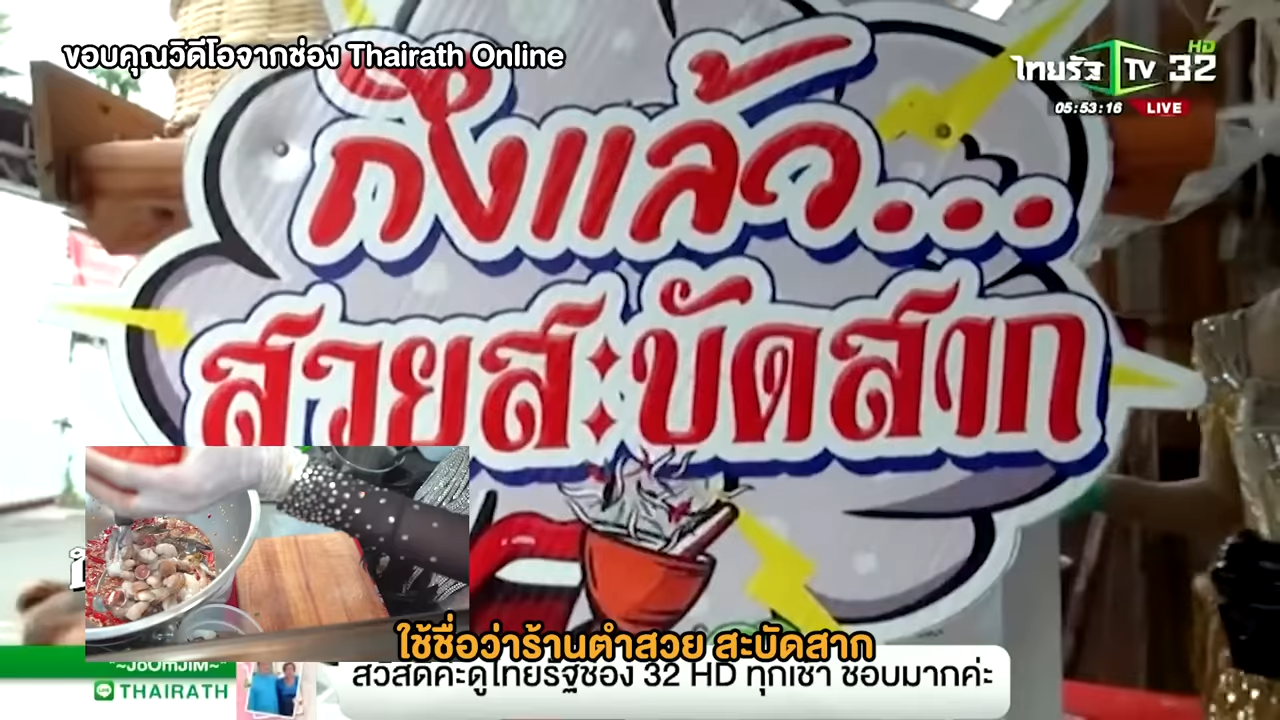 ขอบคุณวิดีโอจากช่อง Thairath Online
ไทยรัฐ TV 32 HD
05:53:16 LIVE
ถึงแล้ว...
สวยสะบัดสาก
ใช้ชื่อว่าร้านตำสวย สะบัดสาก
"~JoomJIM~"
THAIRATH
สวัสดีค่ะดูไทยรัฐช่อง 32 HD ทุกเช้า ชอบมากค่ะ